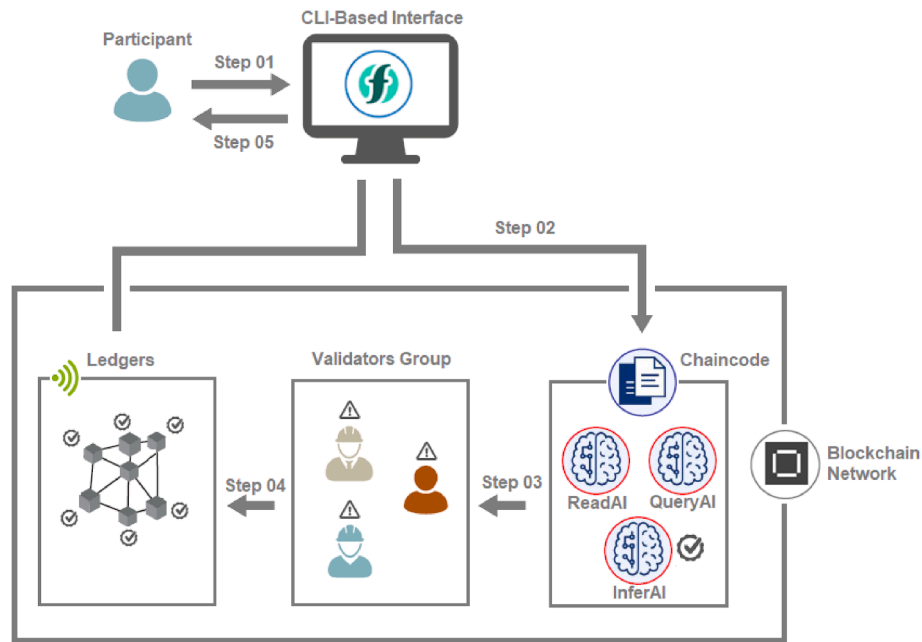 CLI-Based Interface
Participant
Step 01
Step 05
Step 02
Ledgers
Validators Group
Chaincode
Step 04
Step 03
ReadAI
QueryAI
InferAI
Blockchain
Network